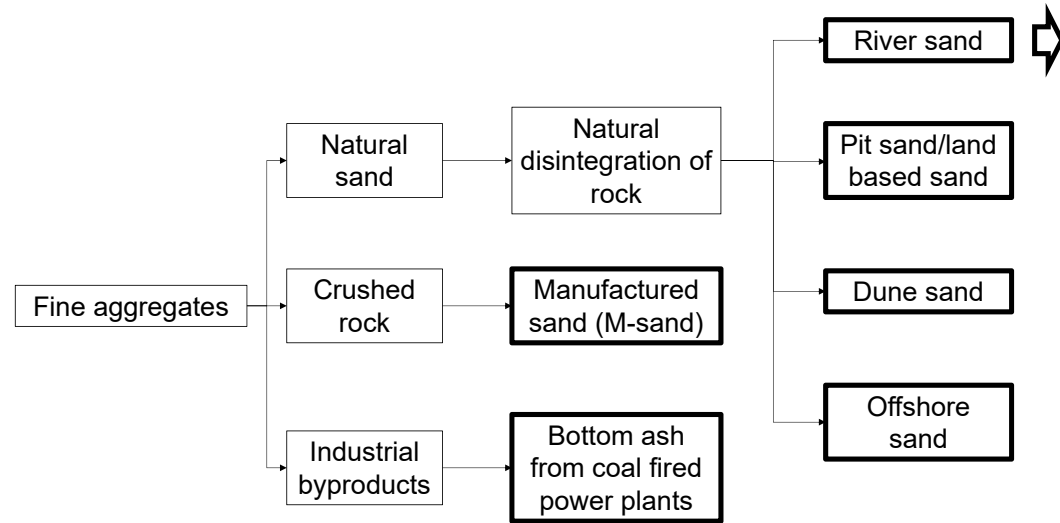 River sand
Natural
sand
Natural
disintegration of
rock
Pit sand/land
based sand
Fine aggregates
Crushed
rock
Manufactured
sand (M-sand)
Dune sand
Industrial
byproducts
Bottom ash
from coal fired
power plants
Offshore
sand